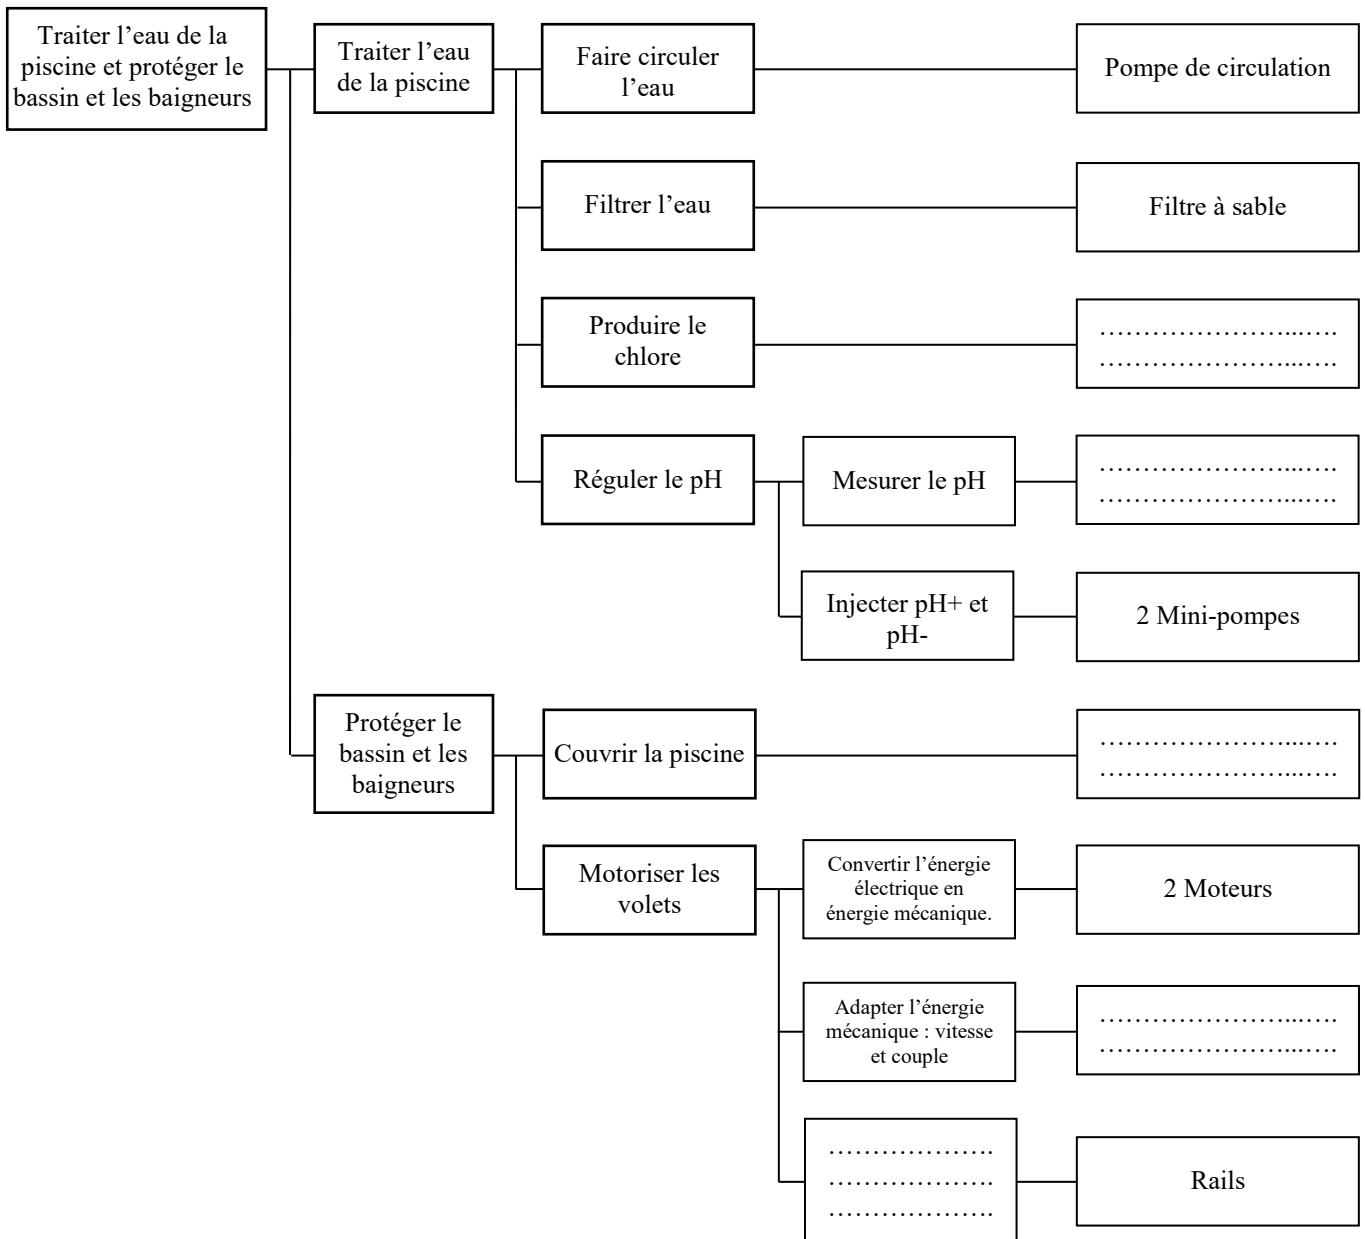 Traiter l’eau de la
piscine et protéger le
bassin et les baigneurs
Traiter l’eau
de la piscine
Faire circuler
l’eau
Pompe de circulation
Filtrer l’eau
Filtre à sable
Produire le
chlore
…………………...….
…………………...….
Réguler le pH
Mesurer le pH
…………………...….
…………………...….
Injecter pH+ et
pH-
2 Mini-pompes
Protéger le
bassin et les
baigneurs
Couvrir la piscine
…………………...….
…………………...….
Motoriser les
volets
Convertir l’énergie
électrique en
énergie mécanique.
2 Moteurs
Adapter l’énergie
mécanique : vitesse
et couple
…………………...….
…………………...….
……………….
……………….
……………….
Rails